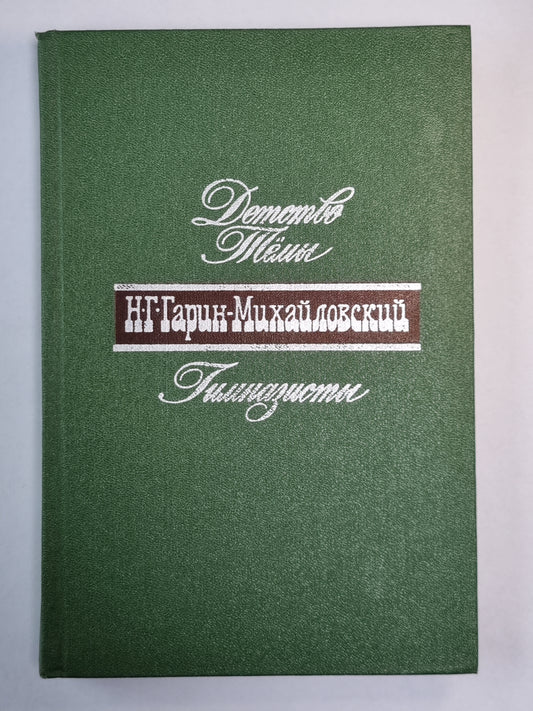 Детство
Тёмы
Н·Г·Гарин-Михайловский
Гимназисты